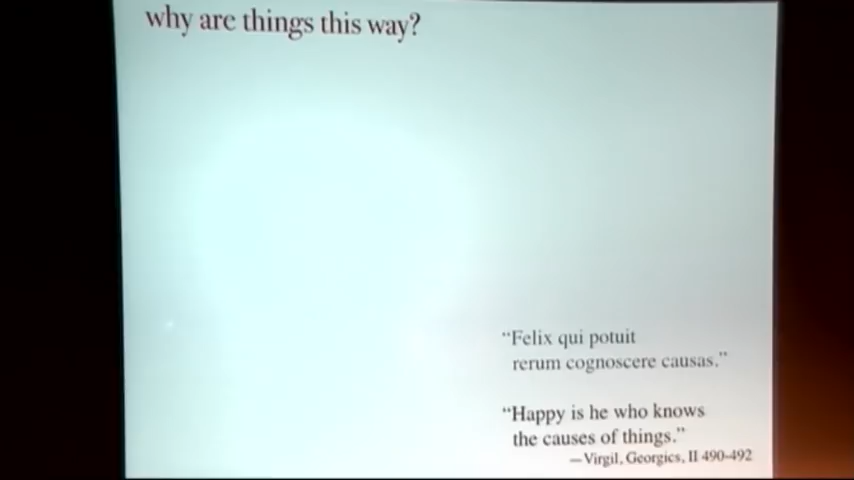 why are things this way?
“Felix qui potuit
rerum cognoscere causas.”
“Happy is he who knows
the causes of things.”
—Virgil, Georgics, II 490-492